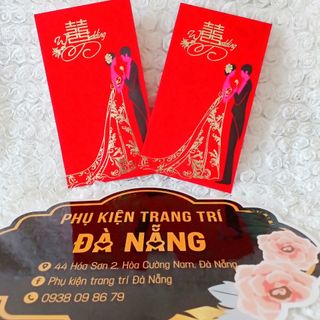 囍
Wedding
囍
Wedding
PHỤ KIỆN TRANG TRÍ
ĐÀ NẴNG
44 Hóa Sơn 2, Hòa Cường Nam, Đà Nẵng
Phụ kiện trang trí Đà Nẵng
0938 09 86 79